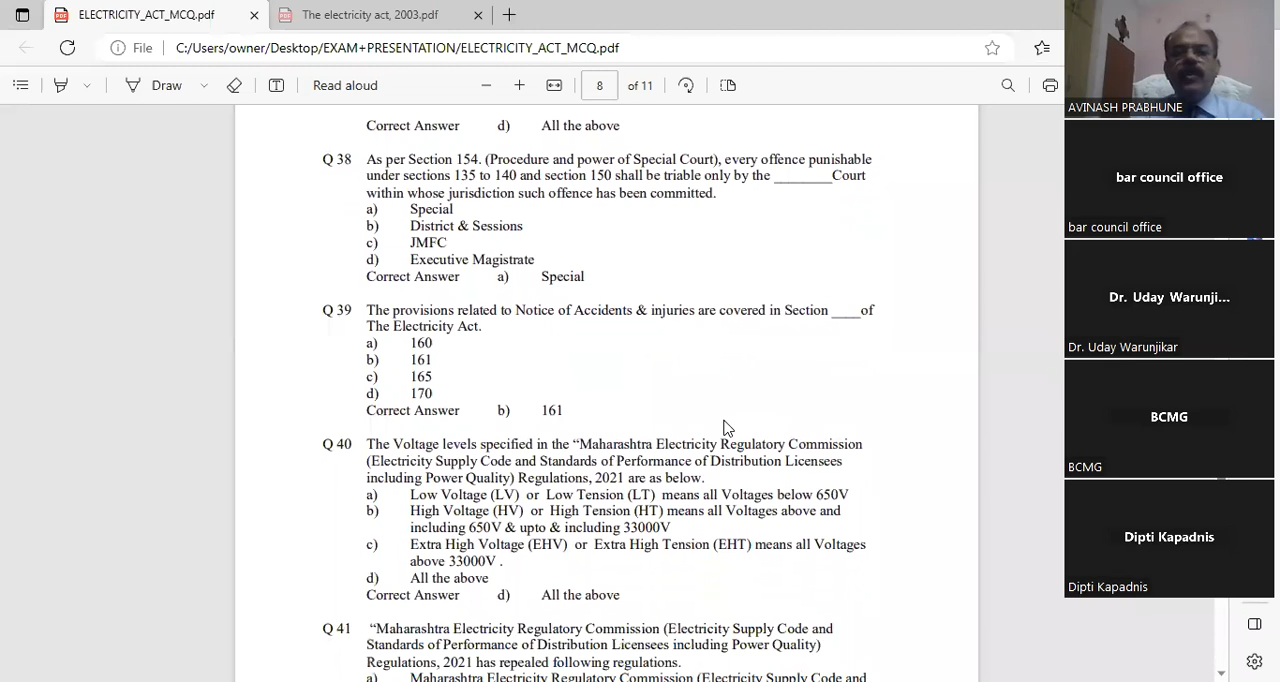 ELECTRICITY_ACT_MCQ.pdf
The electricity act, 2003.pdf
File
C:/Users/owner/Desktop/EXAM+PRESENTATION/ELECTRICITY_ACT_MCQ.pdf
Draw
Read aloud
8
of 11
Correct Answer d) All the above
Q 38 As per Section 154. (Procedure and power of Special Court), every offence punishable
under sections 135 to 140 and section 150 shall be triable only by the ________Court
within whose jurisdiction such offence has been committed.
a) Special
b) District & Sessions
c) JMFC
d) Executive Magistrate
Correct Answer a) Special
Q 39 The provisions related to Notice of Accidents & injuries are covered in Section ____of
The Electricity Act.
a) 160
b) 161
c) 165
d) 170
Correct Answer b) 161
Q 40 The Voltage levels specified in the “Maharashtra Electricity Regulatory Commission
(Electricity Supply Code and Standards of Performance of Distribution Licensees
including Power Quality) Regulations, 2021 are as below.
a) Low Voltage (LV) or Low Tension (LT) means all Voltages below 650V
b) High Voltage (HV) or High Tension (HT) means all Voltages above and
including 650V & upto & including 33000V
c) Extra High Voltage (EHV) or Extra High Tension (EHT) means all Voltages
above 33000V .
d) All the above
Correct Answer d) All the above
Q 41 “Maharashtra Electricity Regulatory Commission (Electricity Supply Code and
Standards of Performance of Distribution Licensees including Power Quality)
Regulations, 2021 has repealed following regulations.
a) Maharashtra Electricity Regulatory Commission (Electricity Supply Code and
AVINASH PRABHUNE
bar council office
bar council office
Dr. Uday Warunji...
Dr. Uday Warunjikar
BCMG
BCMG
Dipti Kapadnis
Dipti Kapadnis